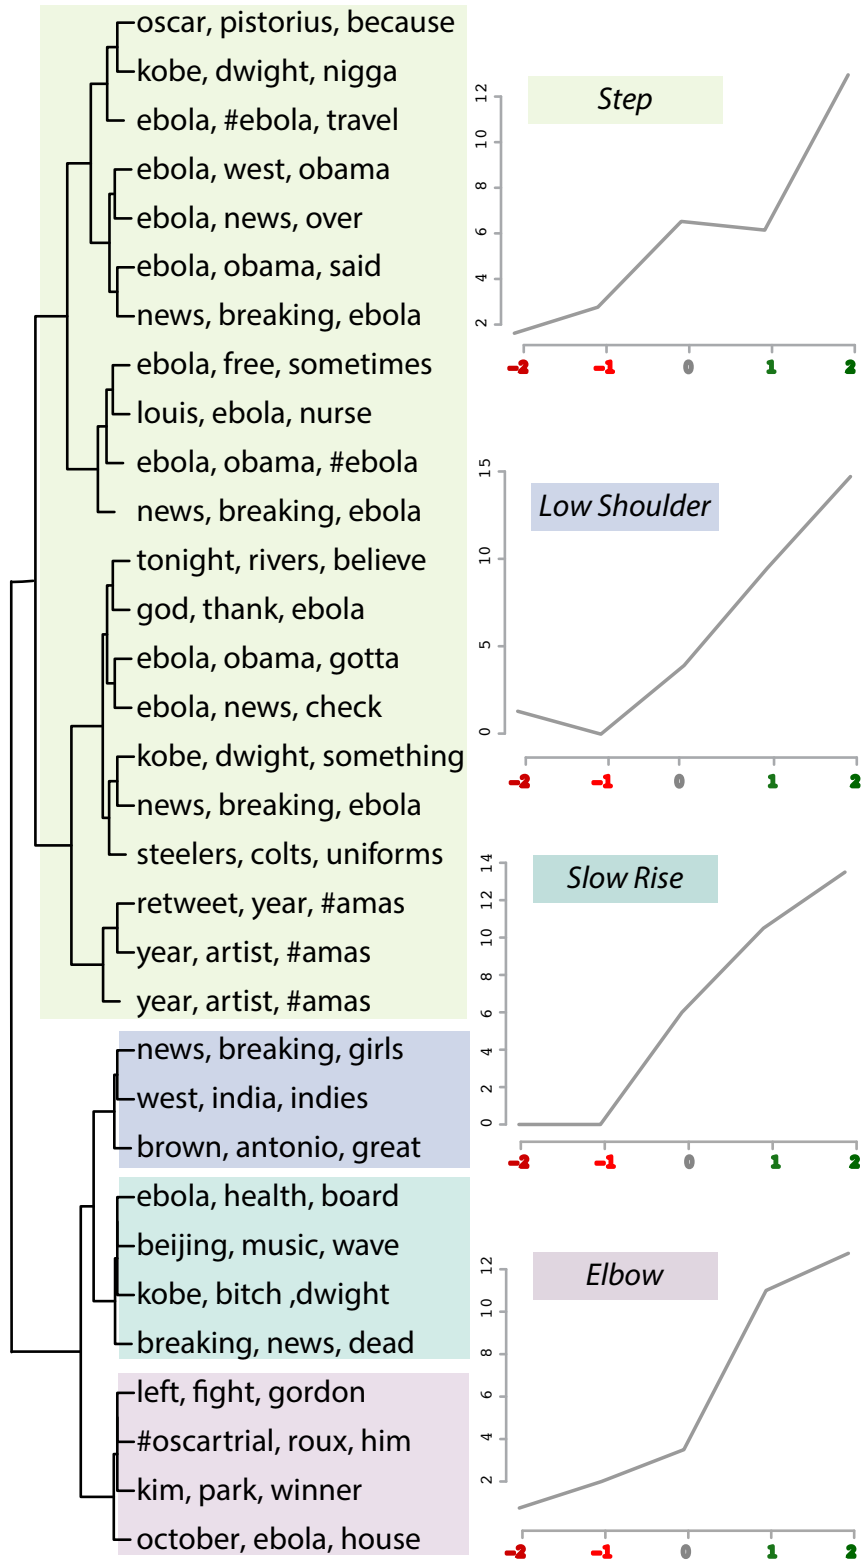 oscar, pistorius, because
kobe, dwight, nigga
ebola, #ebola, travel
ebola, west, obama
ebola, news, over
ebola, obama, said
news, breaking, ebola
ebola, free, sometimes
louis, ebola, nurse
ebola, obama, #ebola
news, breaking, ebola
tonight, rivers, believe
god, thank, ebola
ebola, obama, gotta
ebola, news, check
kobe, dwight, something
news, breaking, ebola
steelers, colts, uniforms
retweet, year, #amas
year, artist, #amas
year, artist, #amas
news, breaking, girls
west, india, indies
brown, antonio, great
ebola, health, board
beijing, music, wave
kobe, bitch ,dwight
breaking, news, dead
left, fight, gordon
#oscartrial, roux, him
kim, park, winner
october, ebola, house
Step
12
10
8
6
4
2
-2 -1 0 1 2
Low Shoulder
15
10
5
0
-2 -1 0 1 2
Slow Rise
14
12
10
8
6
4
2
0
-2 -1 0 1 2
Elbow
12
10
8
6
4
2
-2 -1 0 1 2